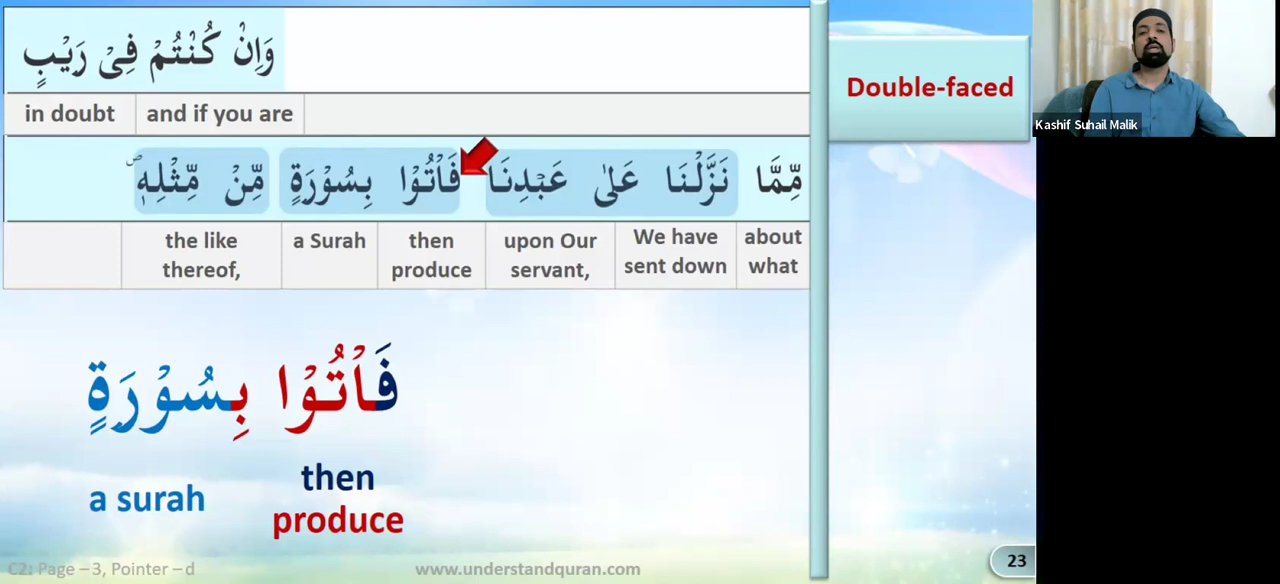 وَاِنْ كُنْتُمْ فِیْ رَیْبٍ
in doubt and if you are
مِّمَّا نَزَّلْنَا عَلٰی عَبْدِنَا فَاْتُوْا بِسُوْرَةٍ مِّنْ مِّثْلِهٖ ۪
the like thereof, a Surah then produce upon Our servant, We have sent down about what
فَاْتُوْا بِسُوْرَةٍ
a surah
then
produce
C2: Page – 3, Pointer – d
www.understandquran.com
Double-faced
23
Kashif Suhail Malik